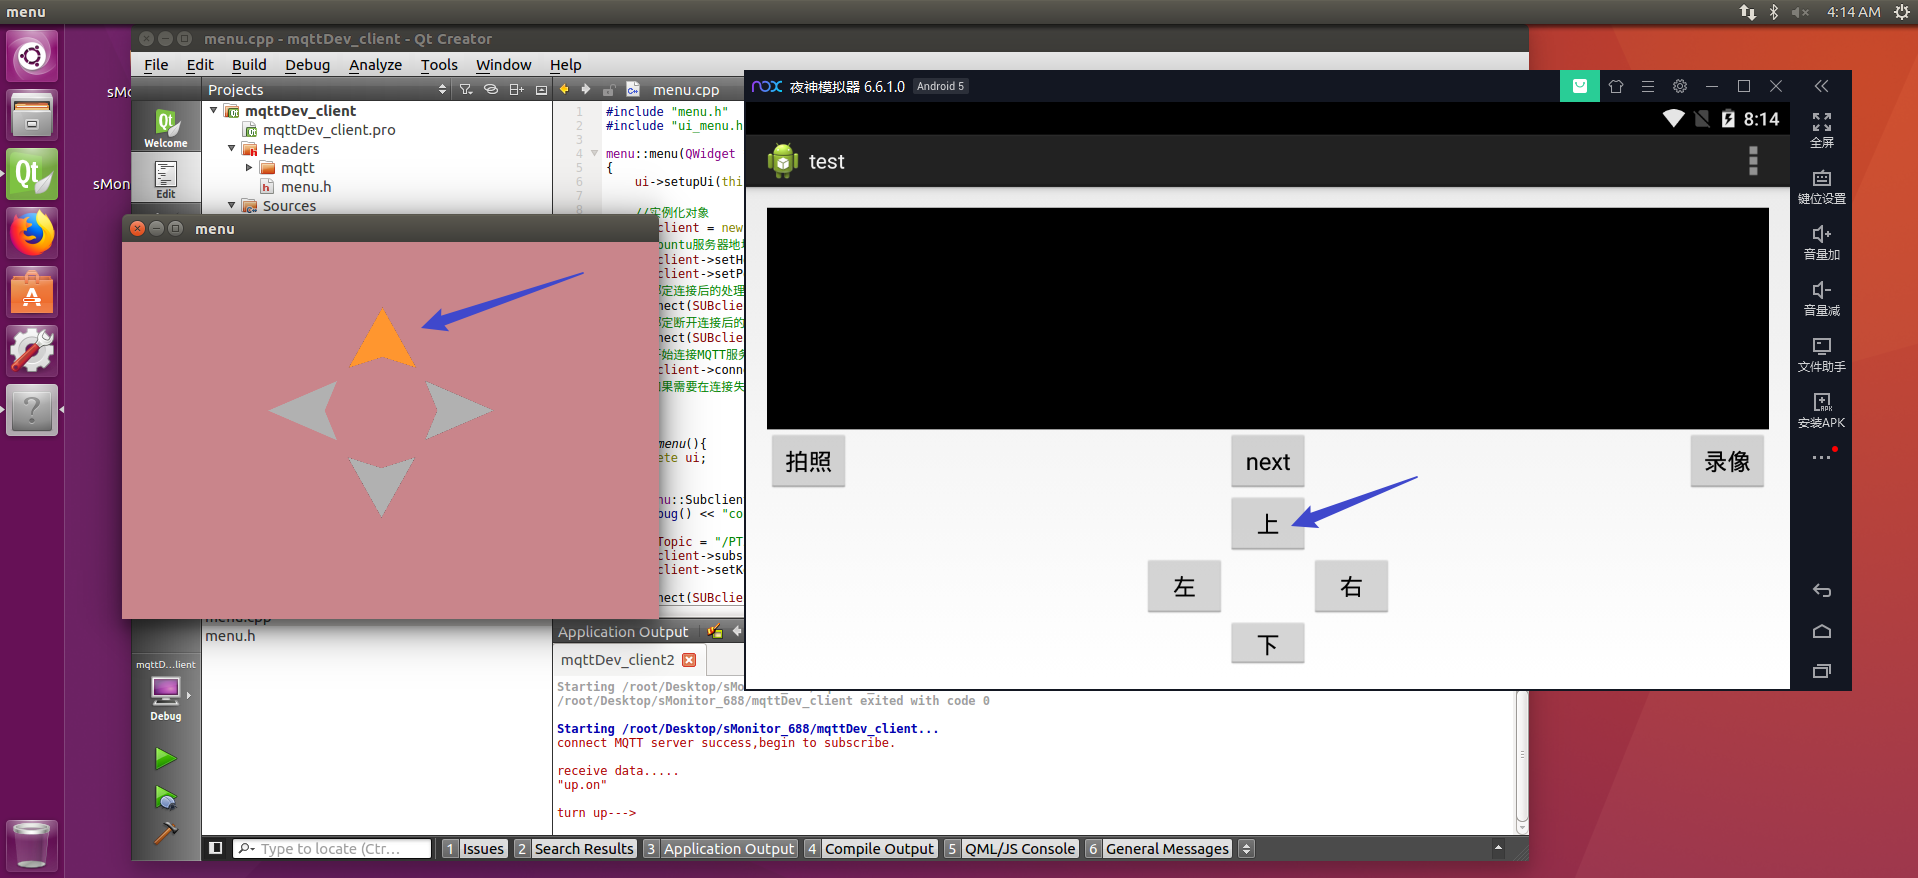 menu
4:14 AM
menu.cpp - mqttDev_client - Qt Creator
File Edit Build Debug Analyze Tools Window Help
sMo
sMon
Projects
menu.cpp
Welcome
Edit
mqttDev_client
mqttDev_client.pro
Headers
mqtt
menu.h
Sources
1 #include "menu.h"
2 #include "ui_menu.h
3
4 menu::menu(QWidget
5 {
6 ui->setupUi(thi
7
8 //实例化对象
client = new
buntu服务器地
client->setH
client->setP
绑定连接后的处理
nect(SUBclie
绑定断开连接后的
nect(SUBclie
开始连接MQTT服务
client->conn
如果需要在连接失
menu(){
ete ui;
nu::Subclient
bug() << "co
Topic = "/PT
client->subs
client->setK
nect(SUBclie
menu
menu.cpp
menu.h
mqttD...lient
Debug
Application Output
mqttDev_client2
Starting /root/Desktop/sMo
/root/Desktop/sMonitor_688/mqttDev_client exited with code 0
Starting /root/Desktop/sMonitor_688/mqttDev_client...
connect MQTT server success,begin to subscribe.
receive data.....
"up.on"
turn up--->
Type to locate (Ctr...
1 Issues 2 Search Results 3 Application Output 4 Compile Output 5 QML/JS Console 6 General Messages
nox 夜神模拟器 6.6.1.0 Android 5
8:14
test
拍照 next 录像
上
左 右
下
全屏
键位设置
音量加
音量减
文件助手
APK
安装APK